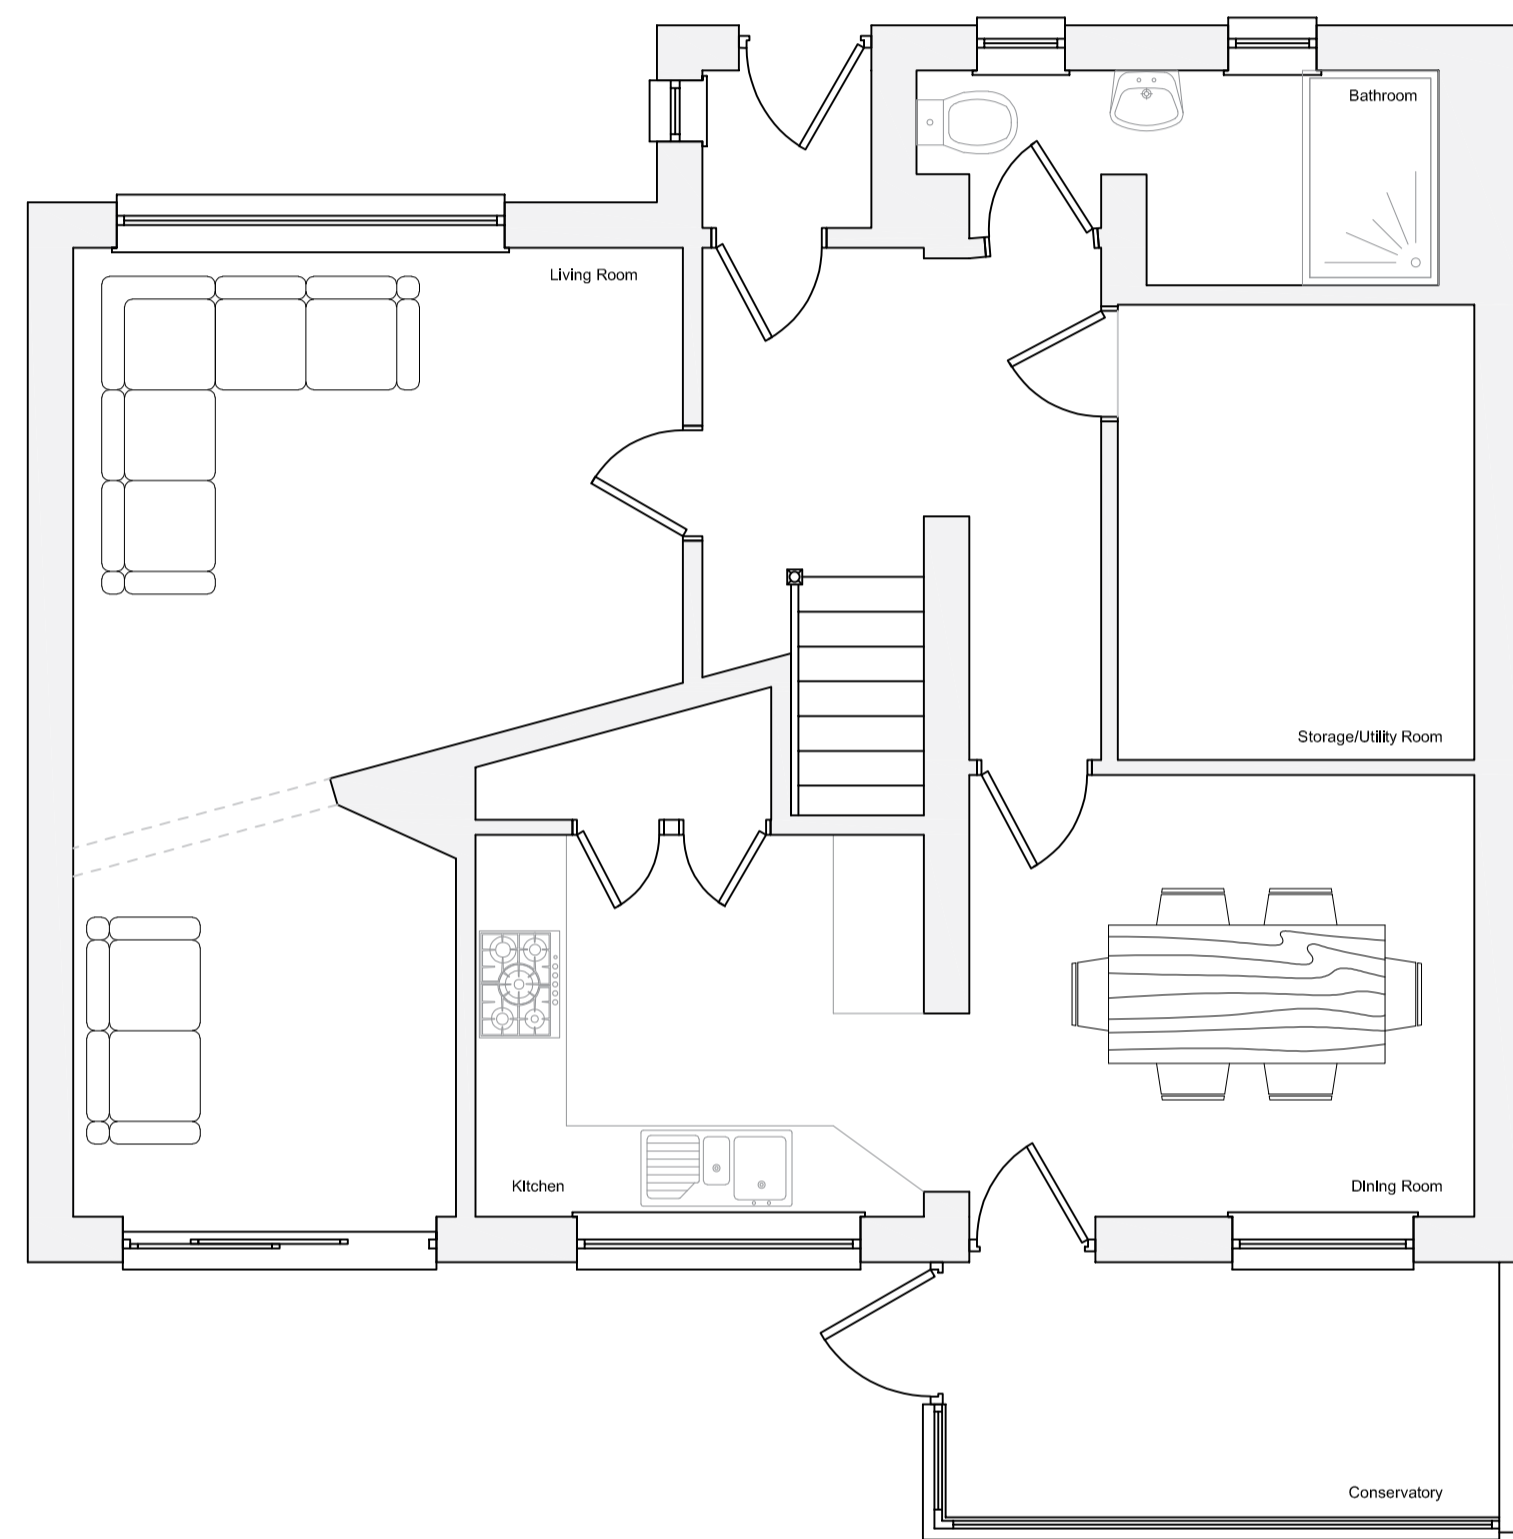 Bathroom
Living Room
Storage/Utility Room
Kitchen
Dining Room
Conservatory